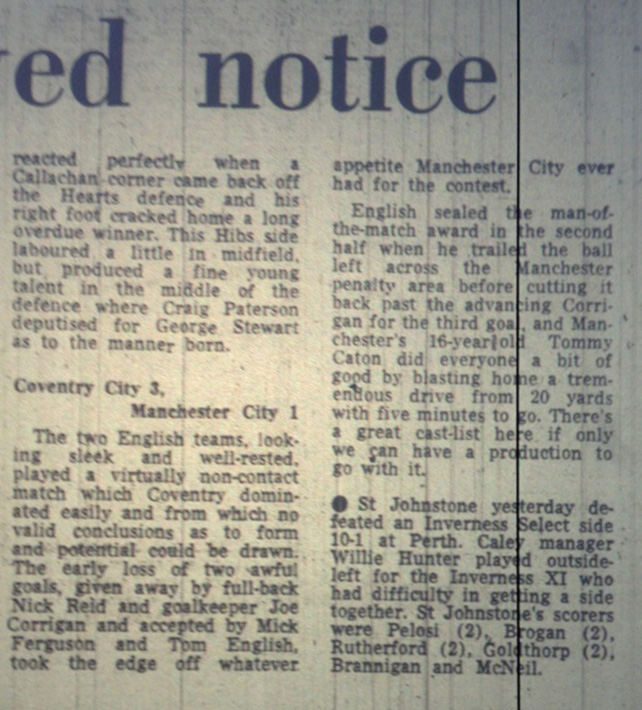 ed notice
reacted perfectly when a
Callachan corner came back off
the Hearts defence and his
right foot cracked home a long
overdue winner. This Hibs side
laboured a little in midfield,
but produced a fine young
talent in the middle of the
defence where Craig Paterson
deputised for George Stewart
as to the manner born.
Coventry City 3,
Manchester City 1
The two English teams, look-
ing sleek and well-rested,
played a virtually non-contact
match which Coventry domin-
ated easily and from which no
valid conclusions as to form
and potential could be drawn.
The early loss of two awful
goals, given away by full-back
Nick Reid and goalkeeper Joe
Corrigan and accepted by Mick
Ferguson and Tom English,
took the edge off whatever
appetite Manchester City ever
had for the contest.
English sealed the man-of-
the-match award in the second
half when he trailed the ball
left across the Manchester
penalty area before cutting it
back past the advancing Corri-
gan for the third goal, and Man-
chester's 16-year-old Tommy
Caton did everyone a bit of
good by blasting home a trem-
endous drive from 20 yards
with five minutes to go. There's
a great cast-list here if only
we can have a production to
go with it.
● St Johnstone yesterday de-
feated an Inverness Select side
10-1 at Perth. Caley manager
Willie Hunter played outside-
left for the Inverness XI who
had difficulty in getting a side
together. St Johnstone's scorers
were Pelosi (2), Brogan (2),
Rutherford (2), Goldthorp (2),
Brannigan and McNeil.